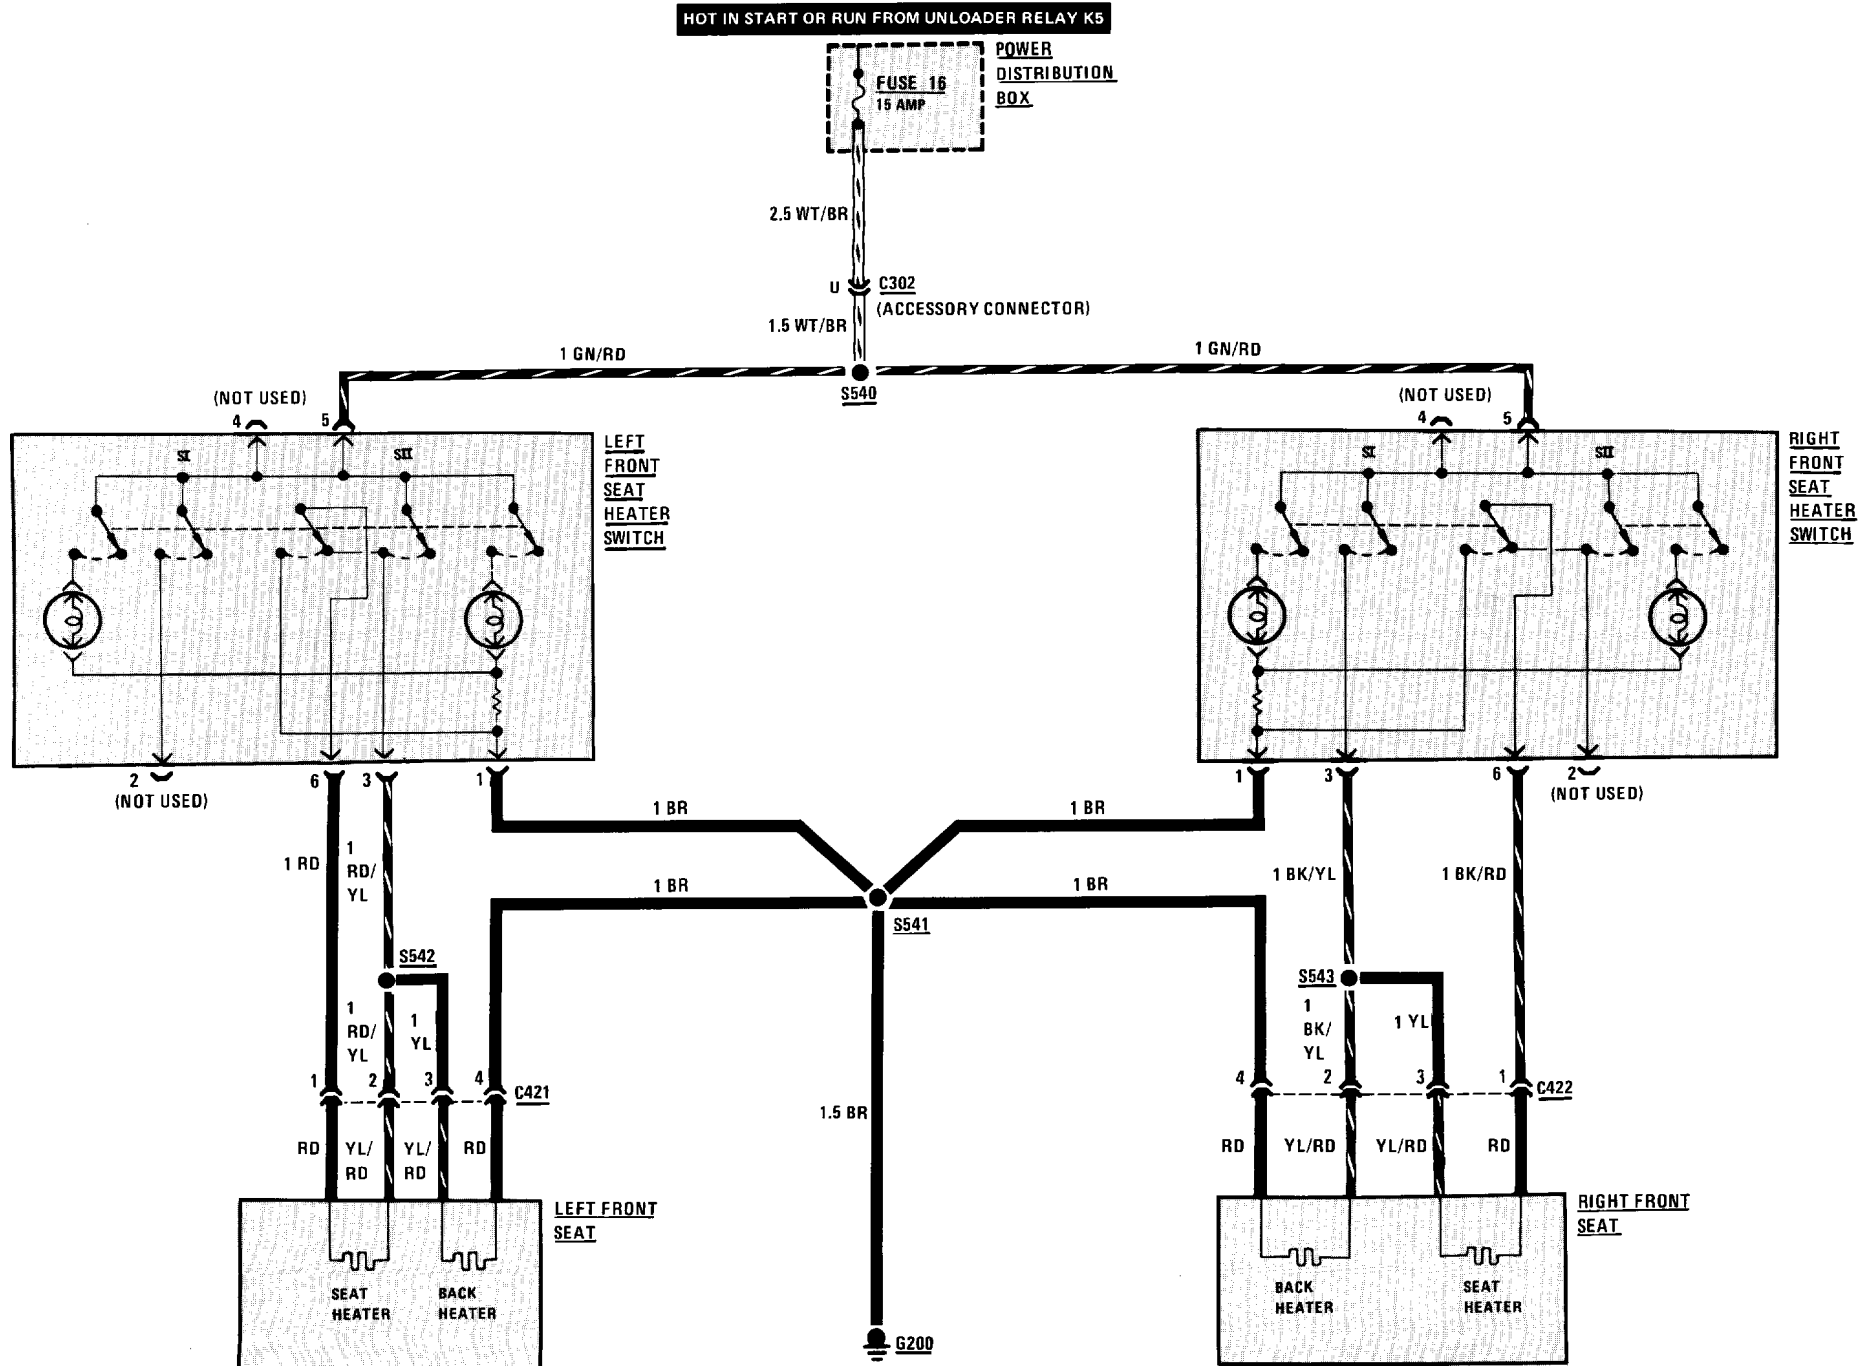 HOT IN START OR RUN FROM UNLOADER RELAY K5
POWER
DISTRIBUTION
BOX
FUSE 16
15 AMP
2.5 WT/BR
U
C302
(ACCESSORY CONNECTOR)
1.5 WT/BR
1 GN/RD
1 GN/RD
S540
(NOT USED)
4
5
(NOT USED)
4
5
SI
SII
LEFT
FRONT
SEAT
HEATER
SWITCH
SI
SII
RIGHT
FRONT
SEAT
HEATER
SWITCH
2
(NOT USED)
6
3
1
1
3
6
2
(NOT USED)
1 BR
1 BR
1 RD
1
RD/
YL
1 BR
1 BR
1 BK/YL
1 BK/RD
S541
S542
S543
1
RD/
YL
1
YL
1
BK/
YL
1 YL
1
2
3
4
C421
4
2
3
1
C422
1.5 BR
RD
YL/
RD
YL/
RD
RD
RD
YL/RD
YL/RD
RD
LEFT FRONT
SEAT
RIGHT FRONT
SEAT
SEAT
HEATER
BACK
HEATER
BACK
HEATER
SEAT
HEATER
G200